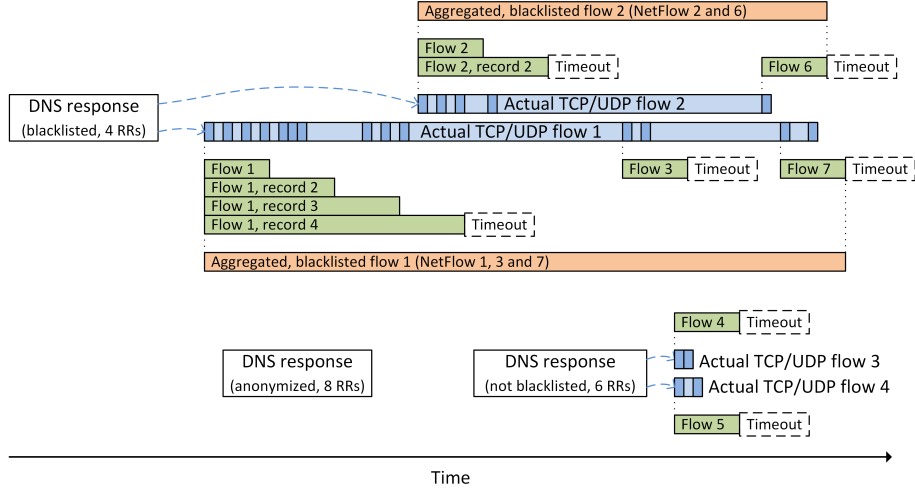 Aggregated, blacklisted flow 2 (NetFlow 2 and 6)
Flow 2
Flow 2, record 2
Timeout
Flow 6
Timeout
DNS response
(blacklisted, 4 RRs)
Actual TCP/UDP flow 2
Actual TCP/UDP flow 1
Flow 1
Flow 1, record 2
Flow 1, record 3
Flow 1, record 4
Timeout
Flow 3
Timeout
Flow 7
Timeout
Aggregated, blacklisted flow 1 (NetFlow 1, 3 and 7)
Flow 4
Timeout
DNS response
(anonymized, 8 RRs)
DNS response
(not blacklisted, 6 RRs)
Actual TCP/UDP flow 3
Actual TCP/UDP flow 4
Flow 5
Timeout
Time